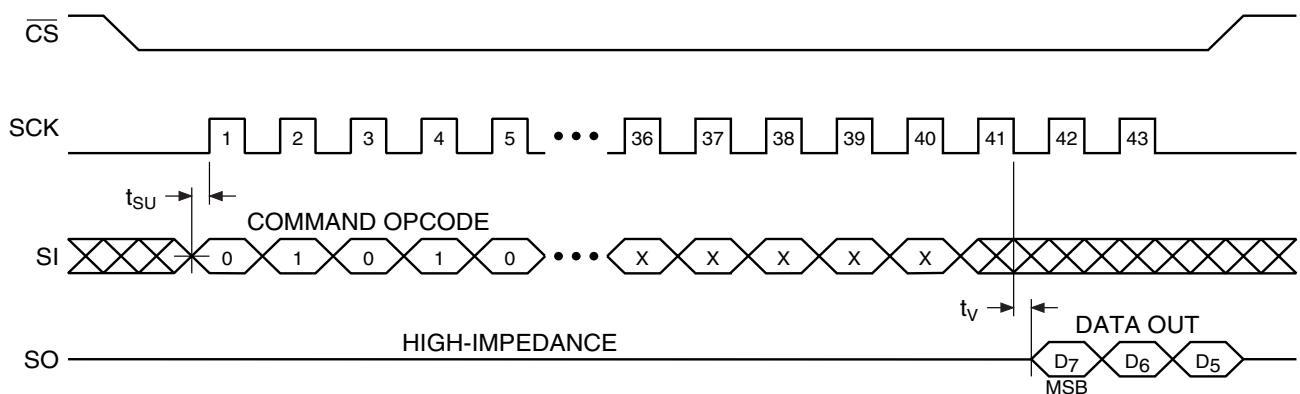 CS
SCK 1 2 3 4 5 ••• 36 37 38 39 40 41 42 43
tSU
COMMAND OPCODE
SI 0 1 0 1 0 ••• X X X X X
tV
HIGH-IMPEDANCE
DATA OUT
SO D7 D6 D5
MSB